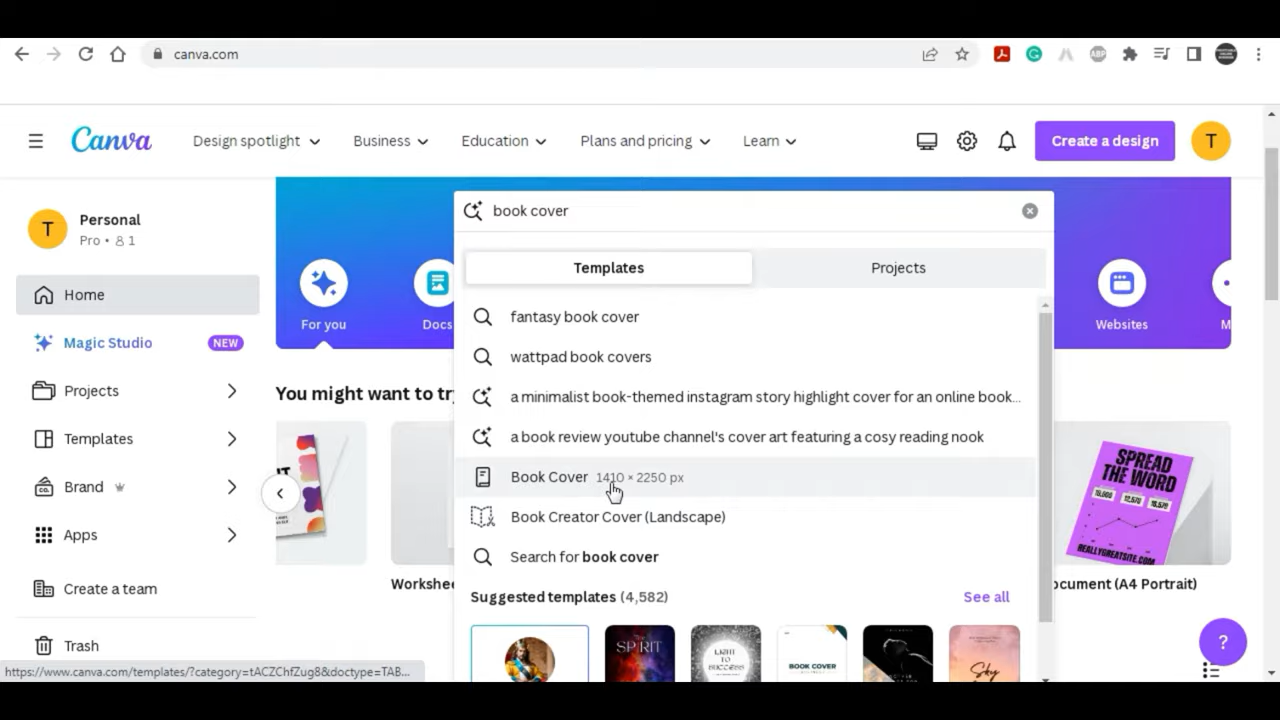 canva.com
Canva
Design spotlight
Business
Education
Plans and pricing
Learn
Create a design
T
T
Personal
Pro • 1
book cover
Templates
Projects
Home
Magic Studio
NEW
Projects
Templates
Brand
Apps
Create a team
Trash
For you
Docs
Websites
M
You might want to try
fantasy book cover
wattpad book covers
a minimalist book-themed instagram story highlight cover for an online book...
a book review youtube channel's cover art featuring a cosy reading nook
Book Cover 1410 × 2250 px
Book Creator Cover (Landscape)
Search for book cover
Suggested templates (4,582)
See all
SPIRIT
LIGHT TO
SUCCESS
BOOK COVER
Sky
SPREAD
THE WORD
REALLYGREATSITE.COM
Workshe
ocument (A4 Portrait)
?
https://www.canva.com/templates/?category=tACZChfZug8&doctype=TAB...